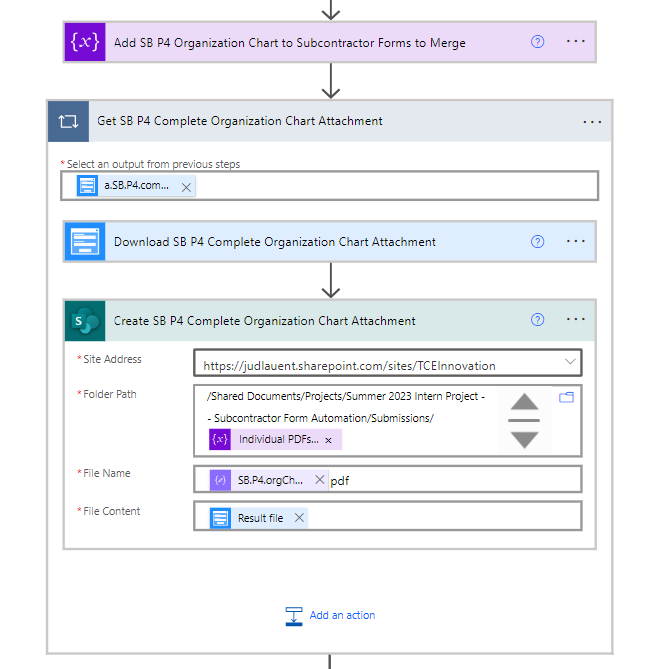 {x} Add SB P4 Organization Chart to Subcontractor Forms to Merge ? ...
Get SB P4 Complete Organization Chart Attachment ...
* Select an output from previous steps
a.SB.P4.com... ×
Download SB P4 Complete Organization Chart Attachment ? ...
S Create SB P4 Complete Organization Chart Attachment ? ...
* Site Address https://judlauent.sharepoint.com/sites/TCEInnovation
* Folder Path /Shared Documents/Projects/Summer 2023 Intern Project -
- Subcontractor Form Automation/Submissions/
{x} Individual PDFs... ×
* File Name SB.P4.orgCh... × pdf
* File Content Result file ×
Add an action